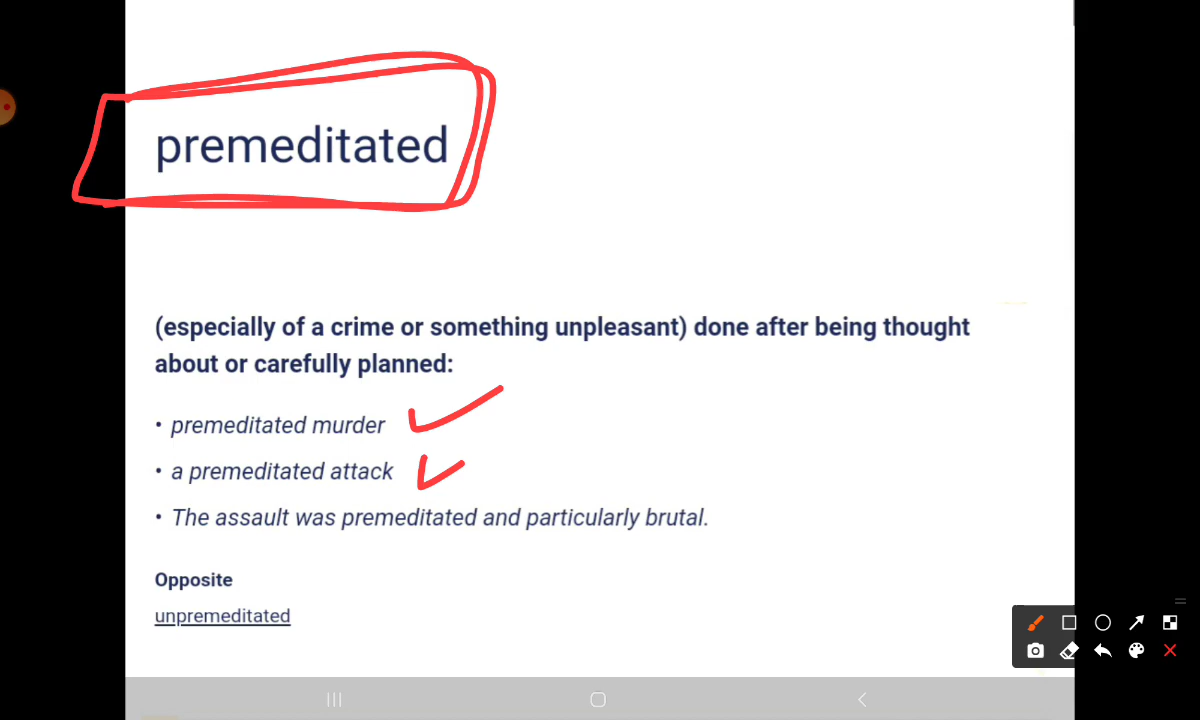 premeditated
(especially of a crime or something unpleasant) done after being thought
about or carefully planned:
• premeditated murder
• a premeditated attack
• The assault was premeditated and particularly brutal.
Opposite
unpremeditated